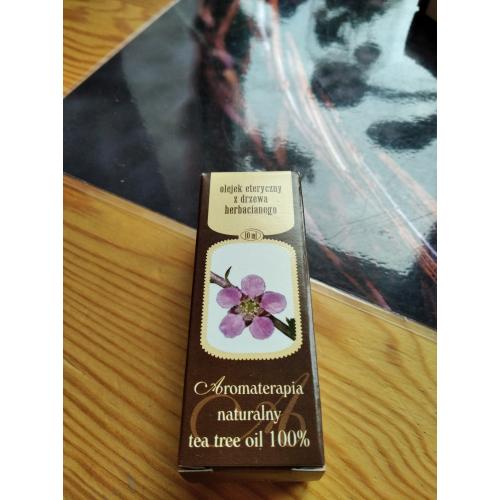 olejek eteryczny
z drzewa
herbacianego
10 ml
Aromaterapia
naturalny
tea tree oil 100%